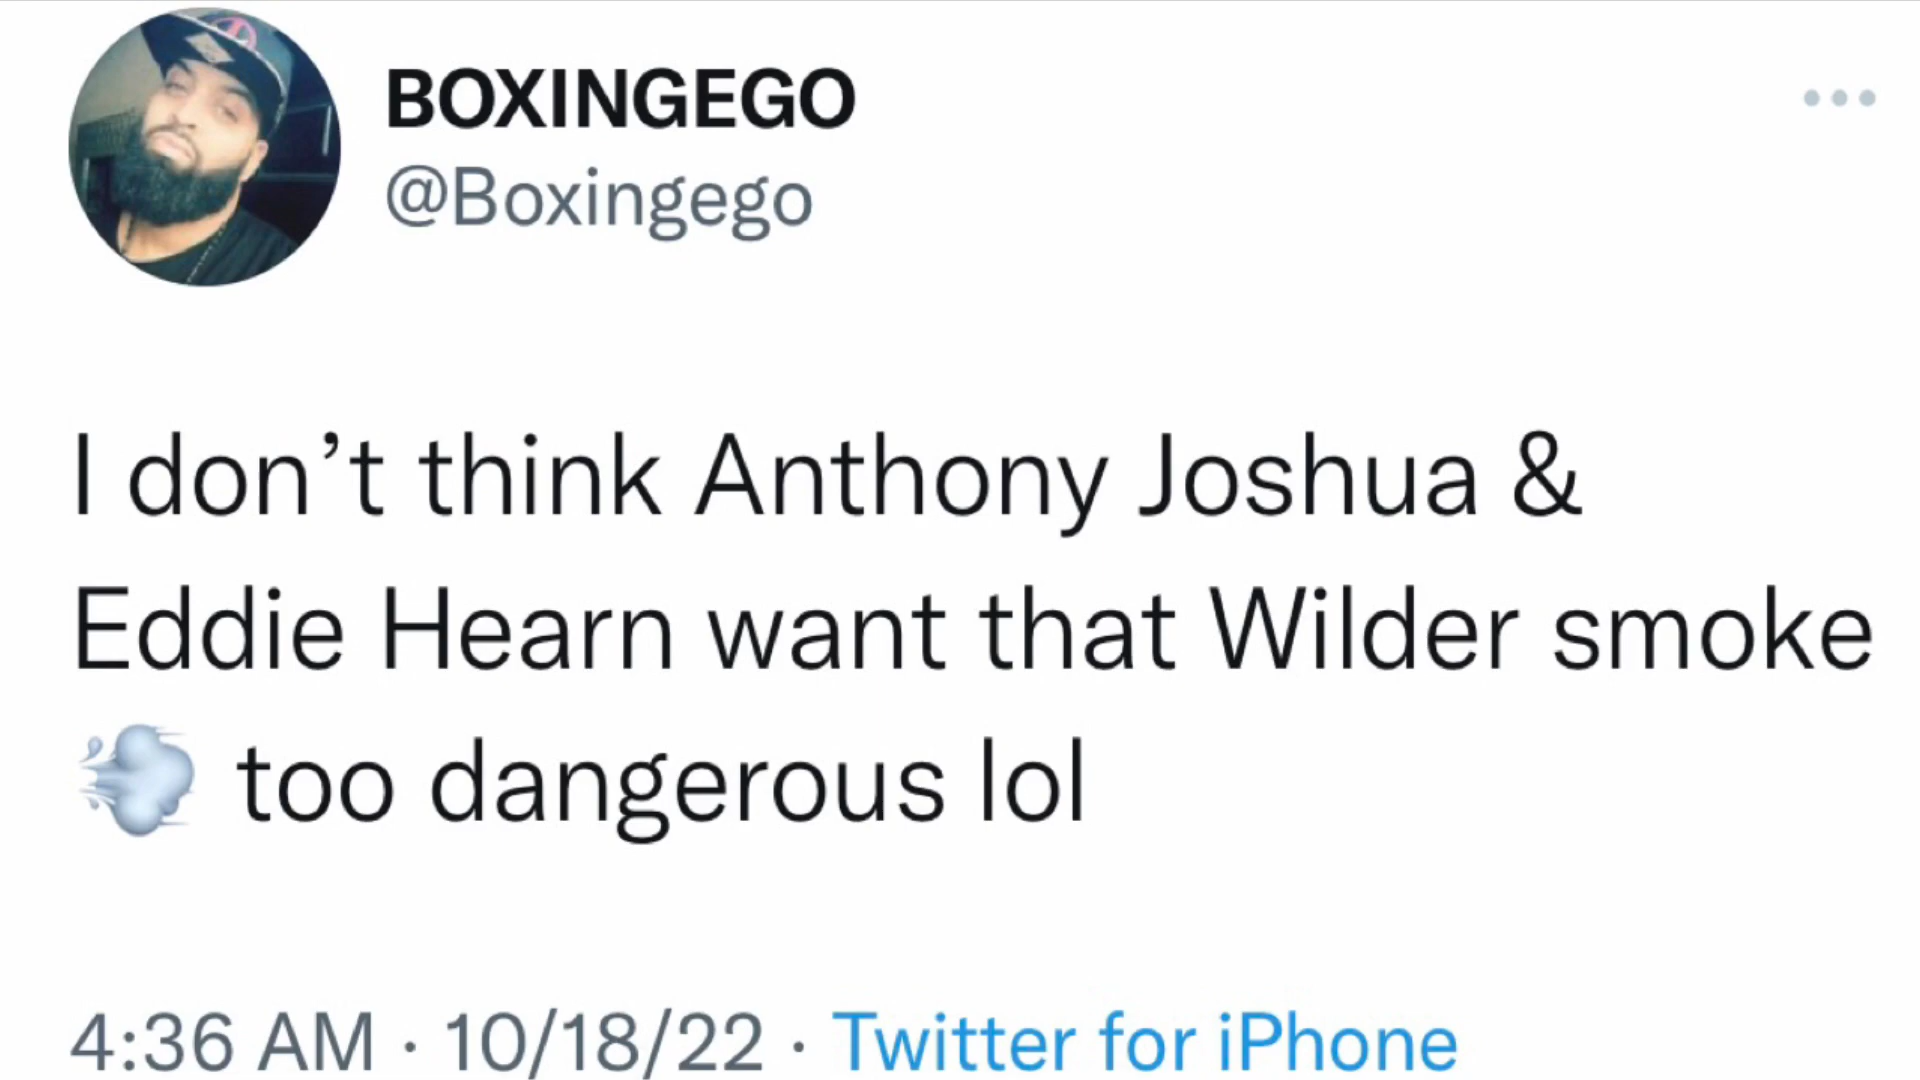 BOXINGEGO
@Boxingego
I don’t think Anthony Joshua &
Eddie Hearn want that Wilder smoke
💨 too dangerous lol
4:36 AM · 10/18/22 · Twitter for iPhone